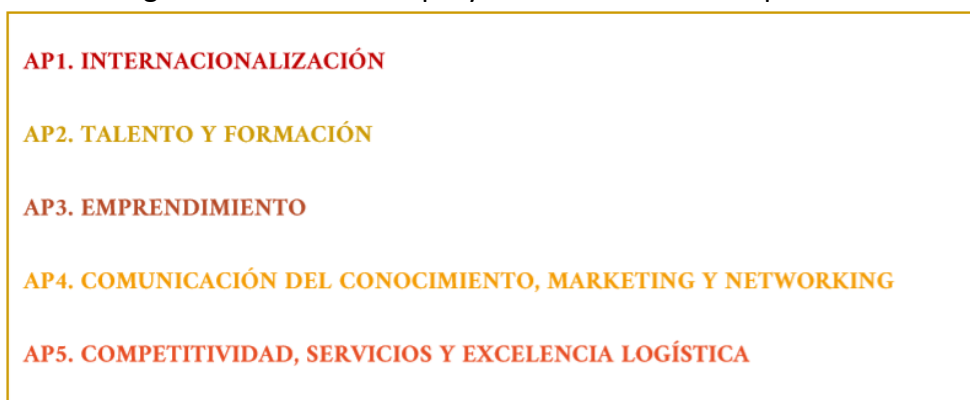 AP1. INTERNACIONALIZACIÓN
AP2. TALENTO Y FORMACIÓN
AP3. EMPRENDIMIENTO
AP4. COMUNICACIÓN DEL CONOCIMIENTO, MARKETING Y NETWORKING
AP5. COMPETITIVIDAD, SERVICIOS Y EXCELENCIA LOGÍSTICA